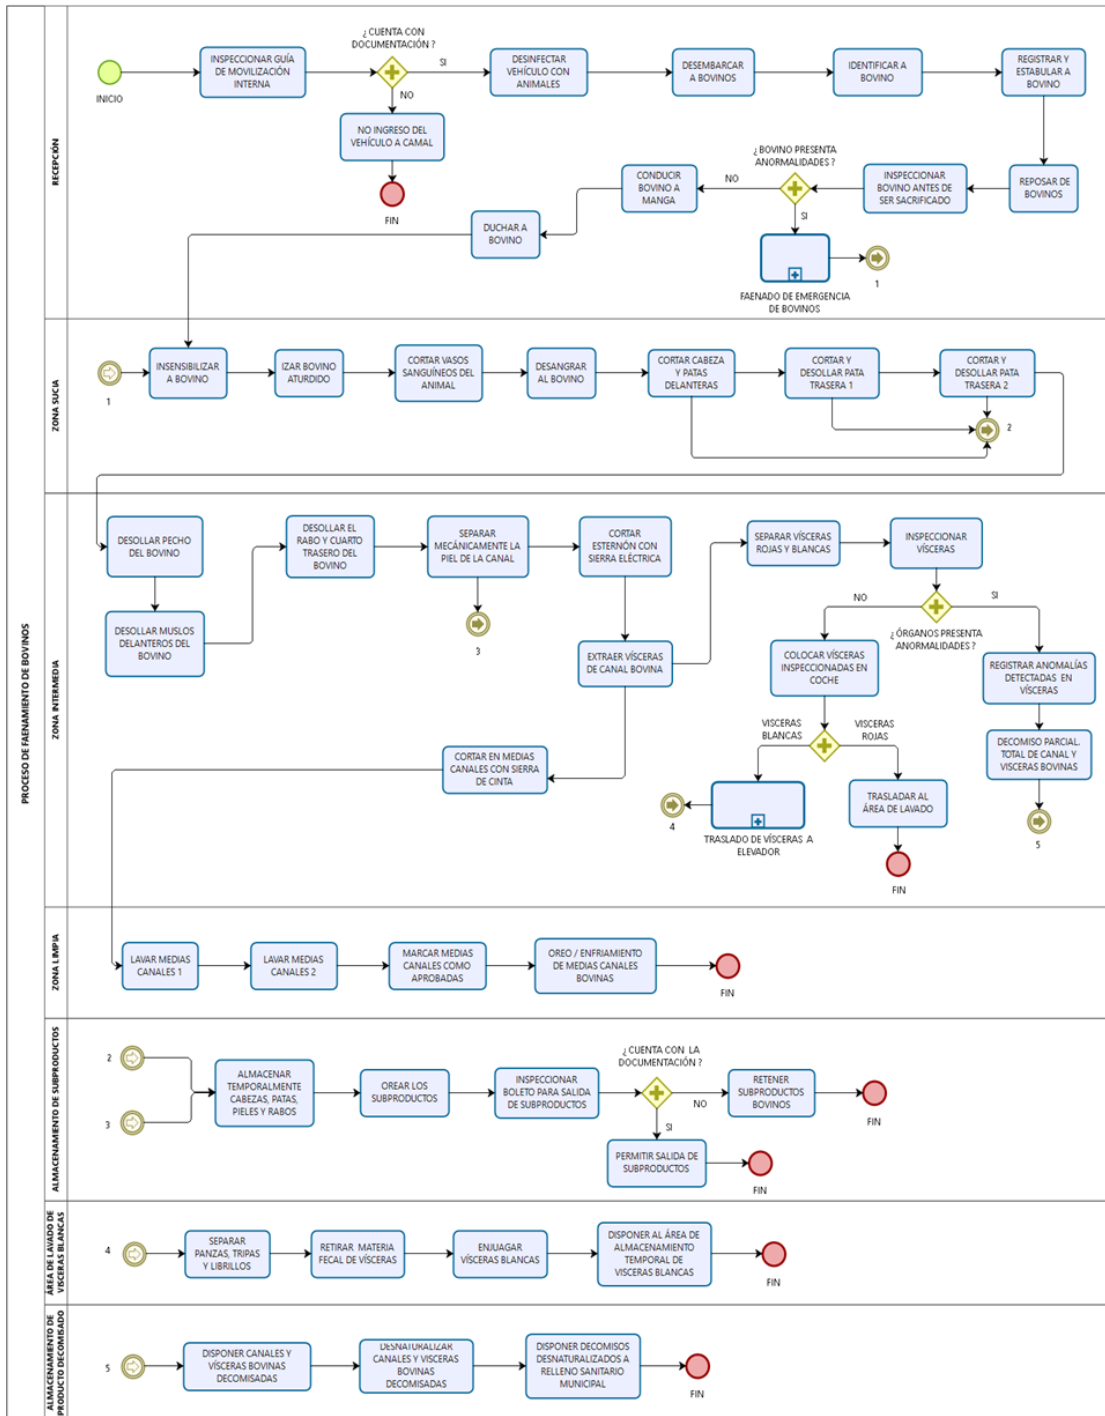 PROCESO DE FAENAMIENTO DE BOVINOS
RECEPCIÓN
INICIO
INSPECCIONAR GUÍA
DE MOVILIZACIÓN
INTERNA
¿ CUENTA CON
DOCUMENTACIÓN ?
SI
NO
NO INGRESO DEL
VEHÍCULO A CAMAL
FIN
DESINFECTAR
VEHÍCULO CON
ANIMALES
DESEMBARCAR
A BOVINOS
IDENTIFICAR A
BOVINO
REGISTRAR Y
ESTABULAR A
BOVINO
REPOSAR DE
BOVINOS
INSPECCIONAR
BOVINO ANTES DE
SER SACRIFICADO
¿ BOVINO PRESENTA
ANORMALIDADES ?
NO
SI
FAENADO DE EMERGENCIA
DE BOVINOS
1
CONDUCIR
BOVINO A
MANGA
DUCHAR A
BOVINO
ZONA SUCIA
1
INSENSIBILIZAR
A BOVINO
IZAR BOVINO
ATURDIDO
CORTAR VASOS
SANGUÍNEOS DEL
ANIMAL
DESANGRAR
AL BOVINO
CORTAR CABEZA
Y PATAS
DELANTERAS
CORTAR Y
DESOLLAR PATA
TRASERA 1
CORTAR Y
DESOLLAR PATA
TRASERA 2
2
ZONA INTERMEDIA
DESOLLAR PECHO
DEL BOVINO
DESOLLAR MUSLOS
DELANTEROS DEL
BOVINO
DESOLLAR EL
RABO Y CUARTO
TRASERO DEL
BOVINO
SEPARAR
MECÁNICAMENTE LA
PIEL DE LA CANAL
3
CORTAR
ESTERNÓN CON
SIERRA ELÉCTRICA
EXTRAER VÍSCERAS
DE CANAL BOVINA
SEPARAR VÍSCERAS
ROJAS Y BLANCAS
INSPECCIONAR
VÍSCERAS
NO
SI
¿ ÓRGANOS PRESENTA
ANORMALIDADES ?
COLOCAR VÍSCERAS
INSPECCIONADAS EN
COCHE
REGISTRAR ANOMALÍAS
DETECTADAS EN
VÍSCERAS
VISCERAS
BLANCAS
VISCERAS
ROJAS
DECOMISO PARCIAL,
TOTAL DE CANAL Y
VISCERAS BOVINAS
CORTAR EN MEDIAS
CANALES CON SIERRA
DE CINTA
4
TRASLADO DE VÍSCERAS A
ELEVADOR
TRASLADAR AL
ÁREA DE LAVADO
FIN
5
ZONA LIMPIA
LAVAR MEDIAS
CANALES 1
LAVAR MEDIAS
CANALES 2
MARCAR MEDIAS
CANALES COMO
APROBADAS
OREO / ENFRIAMIENTO
DE MEDIAS CANALES
BOVINAS
FIN
ALMACENAMIENTO DE SUBPRODUCTOS
2
3
ALMACENAR
TEMPORALMENTE
CABEZAS, PATAS,
PIELES Y RABOS
OREAR LOS
SUBPRODUCTOS
INSPECCIONAR
BOLETO PARA SALIDA
DE SUBPRODUCTOS
¿ CUENTA CON LA
DOCUMENTACIÓN ?
NO
SI
RETENER
SUBPRODUCTOS
BOVINOS
FIN
PERMITIR SALIDA DE
SUBPRODUCTOS
FIN
ÁREA DE LAVADO DE
VISCERAS BLANCAS
4
SEPARAR
PANZAS, TRIPAS
Y LIBRILLOS
RETIRAR MATERIA
FECAL DE VÍSCERAS
ENJUAGAR
VÍSCERAS BLANCAS
DISPONER AL ÁREA DE
ALMACENAMIENTO
TEMPORAL DE
VISCERAS BLANCAS
FIN
ALMACENAMIENTO DE
PRODUCTO DECOMISADO
5
DISPONER CANALES Y
VÍSCERAS BOVINAS
DECOMISADAS
DESNATURALIZAR
CANALES Y VISCERAS
BOVINAS
DECOMISADAS
DISPONER DECOMISOS
DESNATURALIZADOS A
RELLENO SANITARIO
MUNICIPAL
FIN